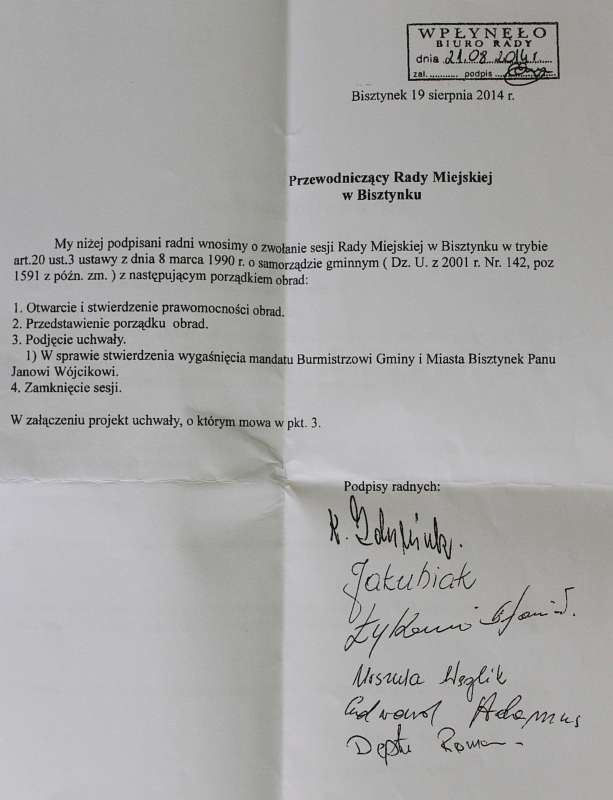 WPŁYNĘŁO
BIURO RADY
dnia 21.08.2014 r.
zał. ............ podpis
Bisztynek 19 sierpnia 2014 r.
Przewodniczący Rady Miejskiej
w Bisztynku
My niżej podpisani radni wnosimy o zwołanie sesji Rady Miejskiej w Bisztynku w trybie
art.20 ust.3 ustawy z dnia 8 marca 1990 r. o samorządzie gminnym ( Dz. U. z 2001 r. Nr. 142, poz
1591 z późn. zm. ) z następującym porządkiem obrad:
1. Otwarcie i stwierdzenie prawomocności obrad.
2. Przedstawienie porządku obrad.
3. Podjęcie uchwały.
1) W sprawie stwierdzenia wygaśnięcia mandatu Burmistrzowi Gminy i Miasta Bisztynek Panu
Janowi Wójcikowi.
4. Zamknięcie sesji.
W załączeniu projekt uchwały, o którym mowa w pkt. 3.
Podpisy radnych:
K.
Jakubiak
Urszula Węglik
Edward Adamus
Roman